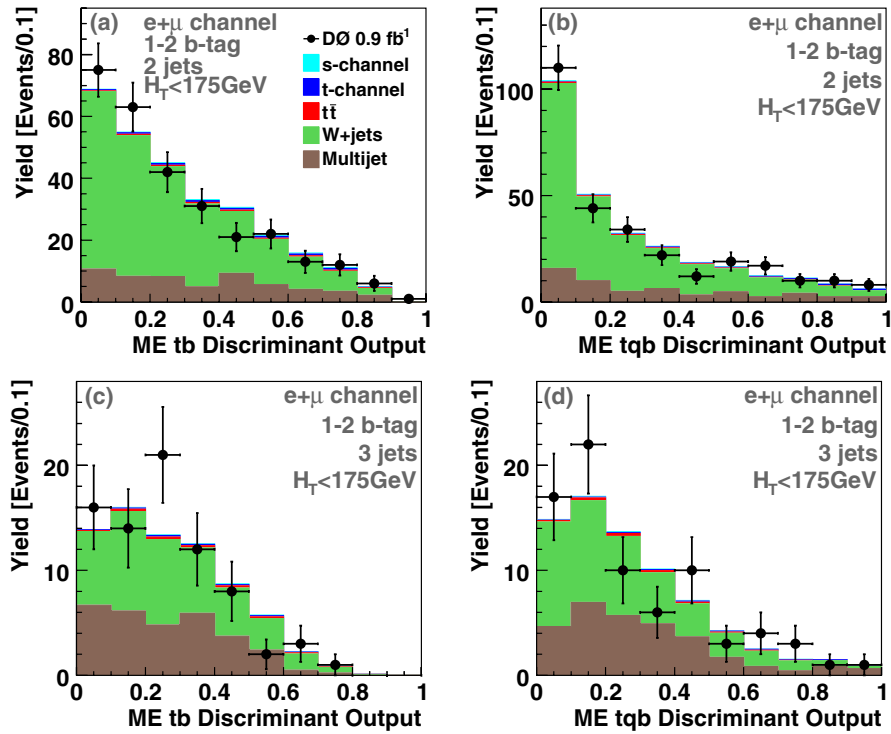 (a)
e+μ channel
1-2 b-tag
2 jets
H_T<175GeV
DØ 0.9 fb⁻¹
s-channel
t-channel
tt̄
W+jets
Multijet
Yield [Events/0.1]
80
60
40
20
0
0 0.2 0.4 0.6 0.8 1
ME tb Discriminant Output
(b)
e+μ channel
1-2 b-tag
2 jets
H_T<175GeV
Yield [Events/0.1]
100
50
0
0 0.2 0.4 0.6 0.8 1
ME tqb Discriminant Output
(c)
e+μ channel
1-2 b-tag
3 jets
H_T<175GeV
Yield [Events/0.1]
20
10
0
0 0.2 0.4 0.6 0.8 1
ME tb Discriminant Output
(d)
e+μ channel
1-2 b-tag
3 jets
H_T<175GeV
Yield [Events/0.1]
20
10
0
0 0.2 0.4 0.6 0.8 1
ME tqb Discriminant Output